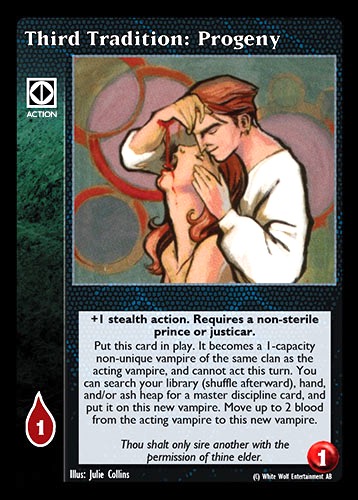 Third Tradition: Progeny
ACTION
+1 stealth action. Requires a non-sterile
prince or justicar.
Put this card in play. It becomes a 1-capacity
non-unique vampire of the same clan as the
acting vampire, and cannot act this turn. You
can search your library (shuffle afterward), hand,
and/or ash heap for a master discipline card, and
put it on this new vampire. Move up to 2 blood
from the acting vampire to this new vampire.
Thou shalt only sire another with the
permission of thine elder.
1
1
Illus: Julie Collins
(C) White Wolf Entertainment AB